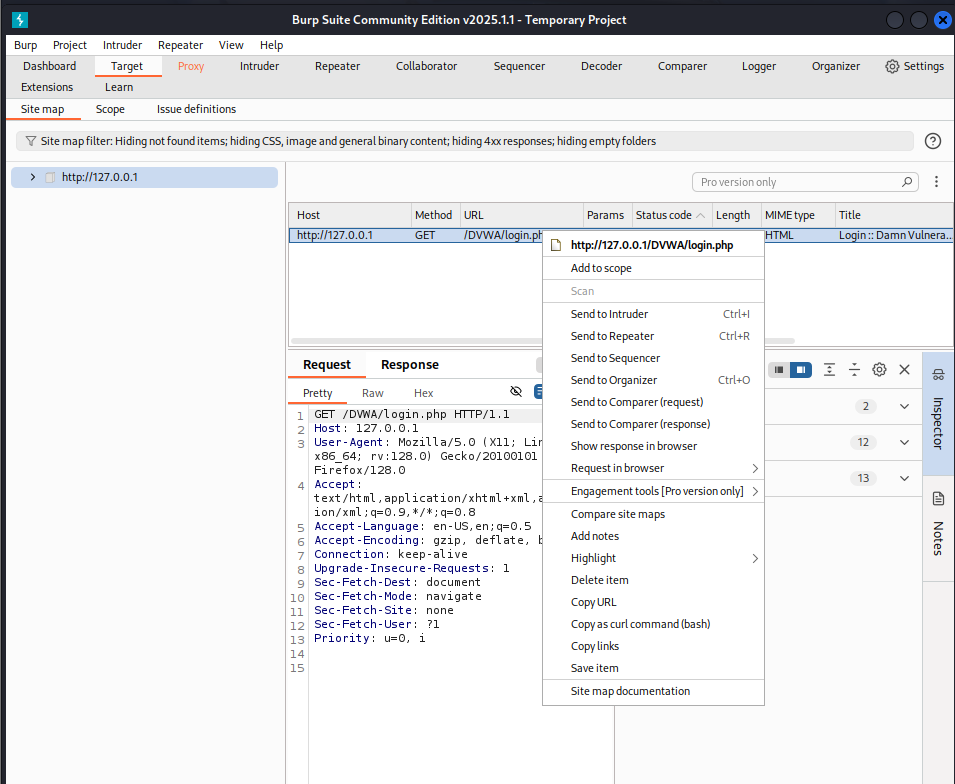 Burp Suite Community Edition v2025.1.1 - Temporary Project
Burp Project Intruder Repeater View Help
Dashboard Target Proxy Intruder Repeater Collaborator Sequencer Decoder Comparer Logger Organizer Settings
Extensions Learn
Site map Scope Issue definitions
Site map filter: Hiding not found items; hiding CSS, image and general binary content; hiding 4xx responses; hiding empty folders
http://127.0.0.1
Pro version only
Host Method URL Params Status code Length MIME type Title
http://127.0.0.1 GET /DVWA/login.ph HTML Login :: Damn Vulnera...
http://127.0.0.1/DVWA/login.php
Add to scope
Scan
Send to Intruder Ctrl+I
Send to Repeater Ctrl+R
Send to Sequencer
Send to Organizer Ctrl+O
Send to Comparer (request)
Send to Comparer (response)
Show response in browser
Request in browser
Engagement tools [Pro version only]
Compare site maps
Add notes
Highlight
Delete item
Copy URL
Copy as curl command (bash)
Copy links
Save item
Site map documentation
Request Response
Pretty Raw Hex
1 GET /DVWA/login.php HTTP/1.1
2 Host: 127.0.0.1
3 User-Agent: Mozilla/5.0 (X11; Lin
x86_64; rv:128.0) Gecko/20100101
Firefox/128.0
4 Accept:
text/html,application/xhtml+xml,a
ion/xml;q=0.9,*/*;q=0.8
5 Accept-Language: en-US,en;q=0.5
6 Accept-Encoding: gzip, deflate, b
7 Connection: keep-alive
8 Upgrade-Insecure-Requests: 1
9 Sec-Fetch-Dest: document
10 Sec-Fetch-Mode: navigate
11 Sec-Fetch-Site: none
12 Sec-Fetch-User: ?1
13 Priority: u=0, i
14
15
2
12
13
Inspector
Notes